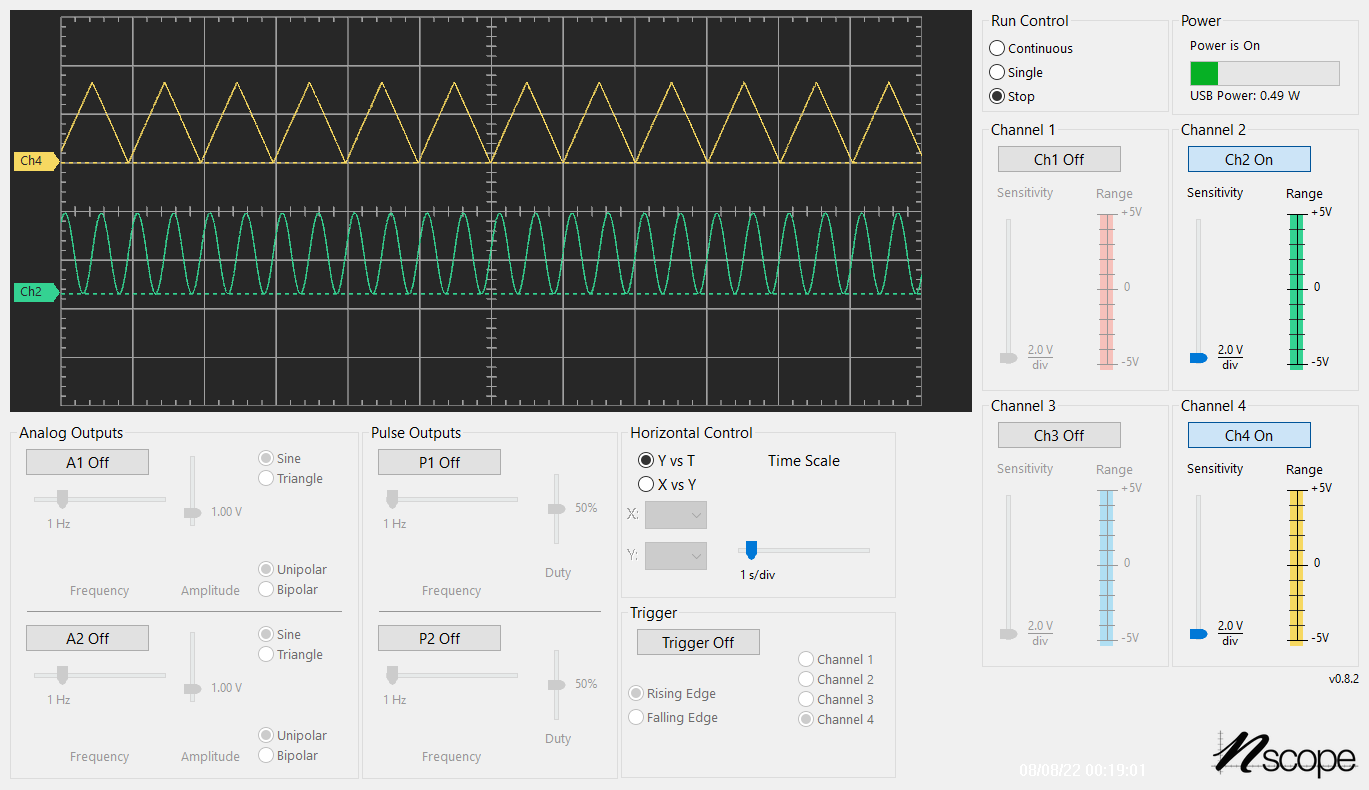 Ch4
Ch2
Run Control
Continuous
Single
Stop
Power
Power is On
USB Power: 0.49 W
Channel 1
Ch1 Off
Sensitivity
Range
+5V
0
-5V
2.0 V
div
Channel 2
Ch2 On
Sensitivity
Range
+5V
0
-5V
2.0 V
div
Channel 3
Ch3 Off
Sensitivity
Range
+5V
0
-5V
2.0 V
div
Channel 4
Ch4 On
Sensitivity
Range
+5V
0
-5V
2.0 V
div
Analog Outputs
A1 Off
1 Hz
Frequency
1.00 V
Amplitude
Sine
Triangle
Unipolar
Bipolar
A2 Off
1 Hz
Frequency
1.00 V
Amplitude
Sine
Triangle
Unipolar
Bipolar
Pulse Outputs
P1 Off
1 Hz
Frequency
50%
Duty
P2 Off
1 Hz
Frequency
50%
Duty
Horizontal Control
Y vs T
X vs Y
X:
Y:
Time Scale
1 s/div
Trigger
Trigger Off
Rising Edge
Falling Edge
Channel 1
Channel 2
Channel 3
Channel 4
v0.8.2
nscope
08/08/22 00:19:01